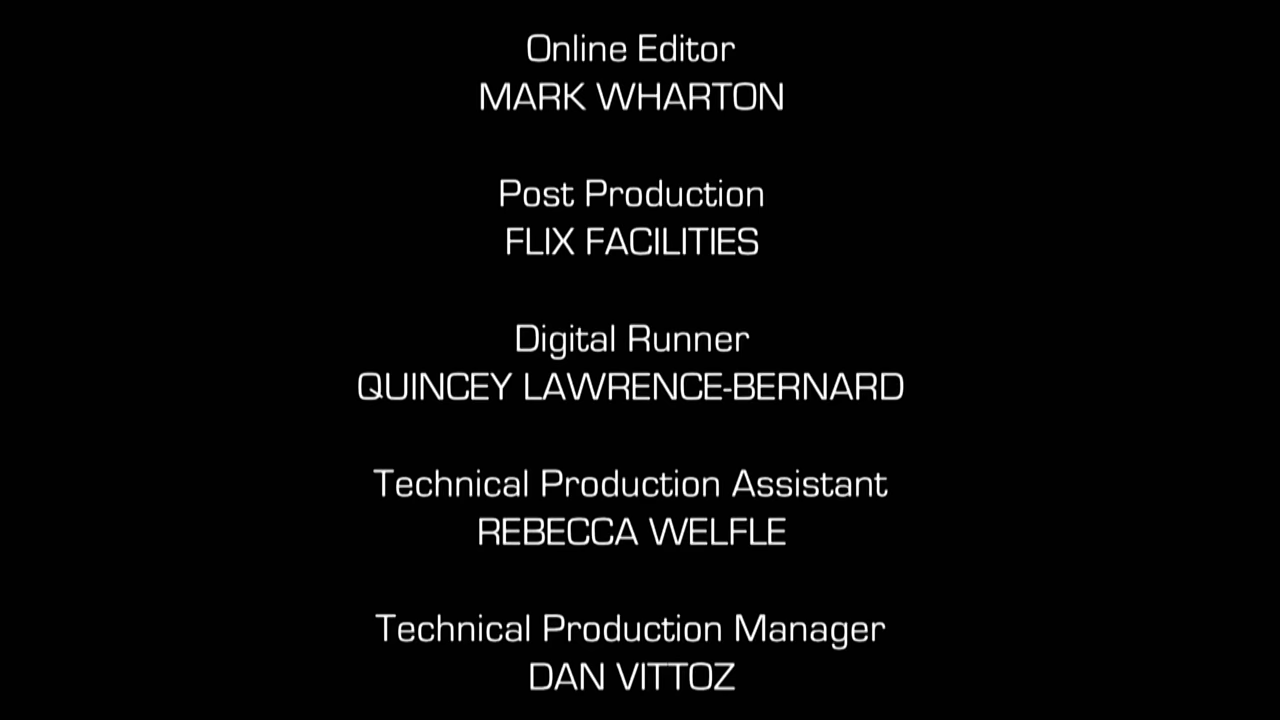 Online Editor
MARK WHARTON
Post Production
FLIX FACILITIES
Digital Runner
QUINCEY LAWRENCE-BERNARD
Technical Production Assistant
REBECCA WELFLE
Technical Production Manager
DAN VITTOZ